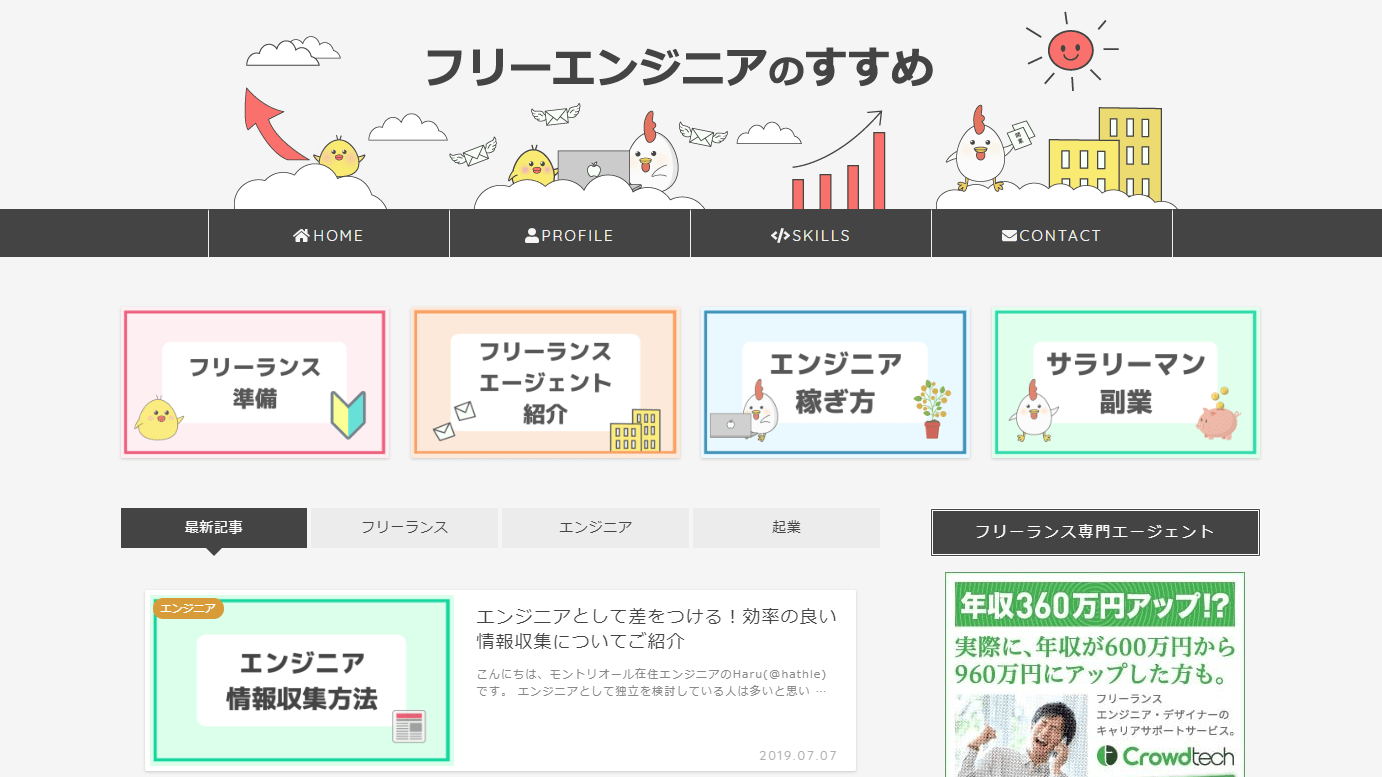 フリーエンジニアのすすめ
HOME
PROFILE
SKILLS
CONTACT
フリーランス
準備
フリーランス
エージェント
紹介
エンジニア
稼ぎ方
サラリーマン
副業
最新記事
フリーランス
エンジニア
起業
フリーランス専門エージェント
エンジニア
エンジニア
情報収集方法
エンジニアとして差をつける！効率の良い
情報収集についてご紹介
こんにちは、モントリオール在住エンジニアのHaru(@hathle)
です。 エンジニアとして独立を検討している人は多いと思い …
2019.07.07
年収360万円アップ!?
実際に、年収が600万円から
960万円にアップした方も。
フリーランス
エンジニア・デザイナーの
キャリアサポートサービス。
Crowdtech